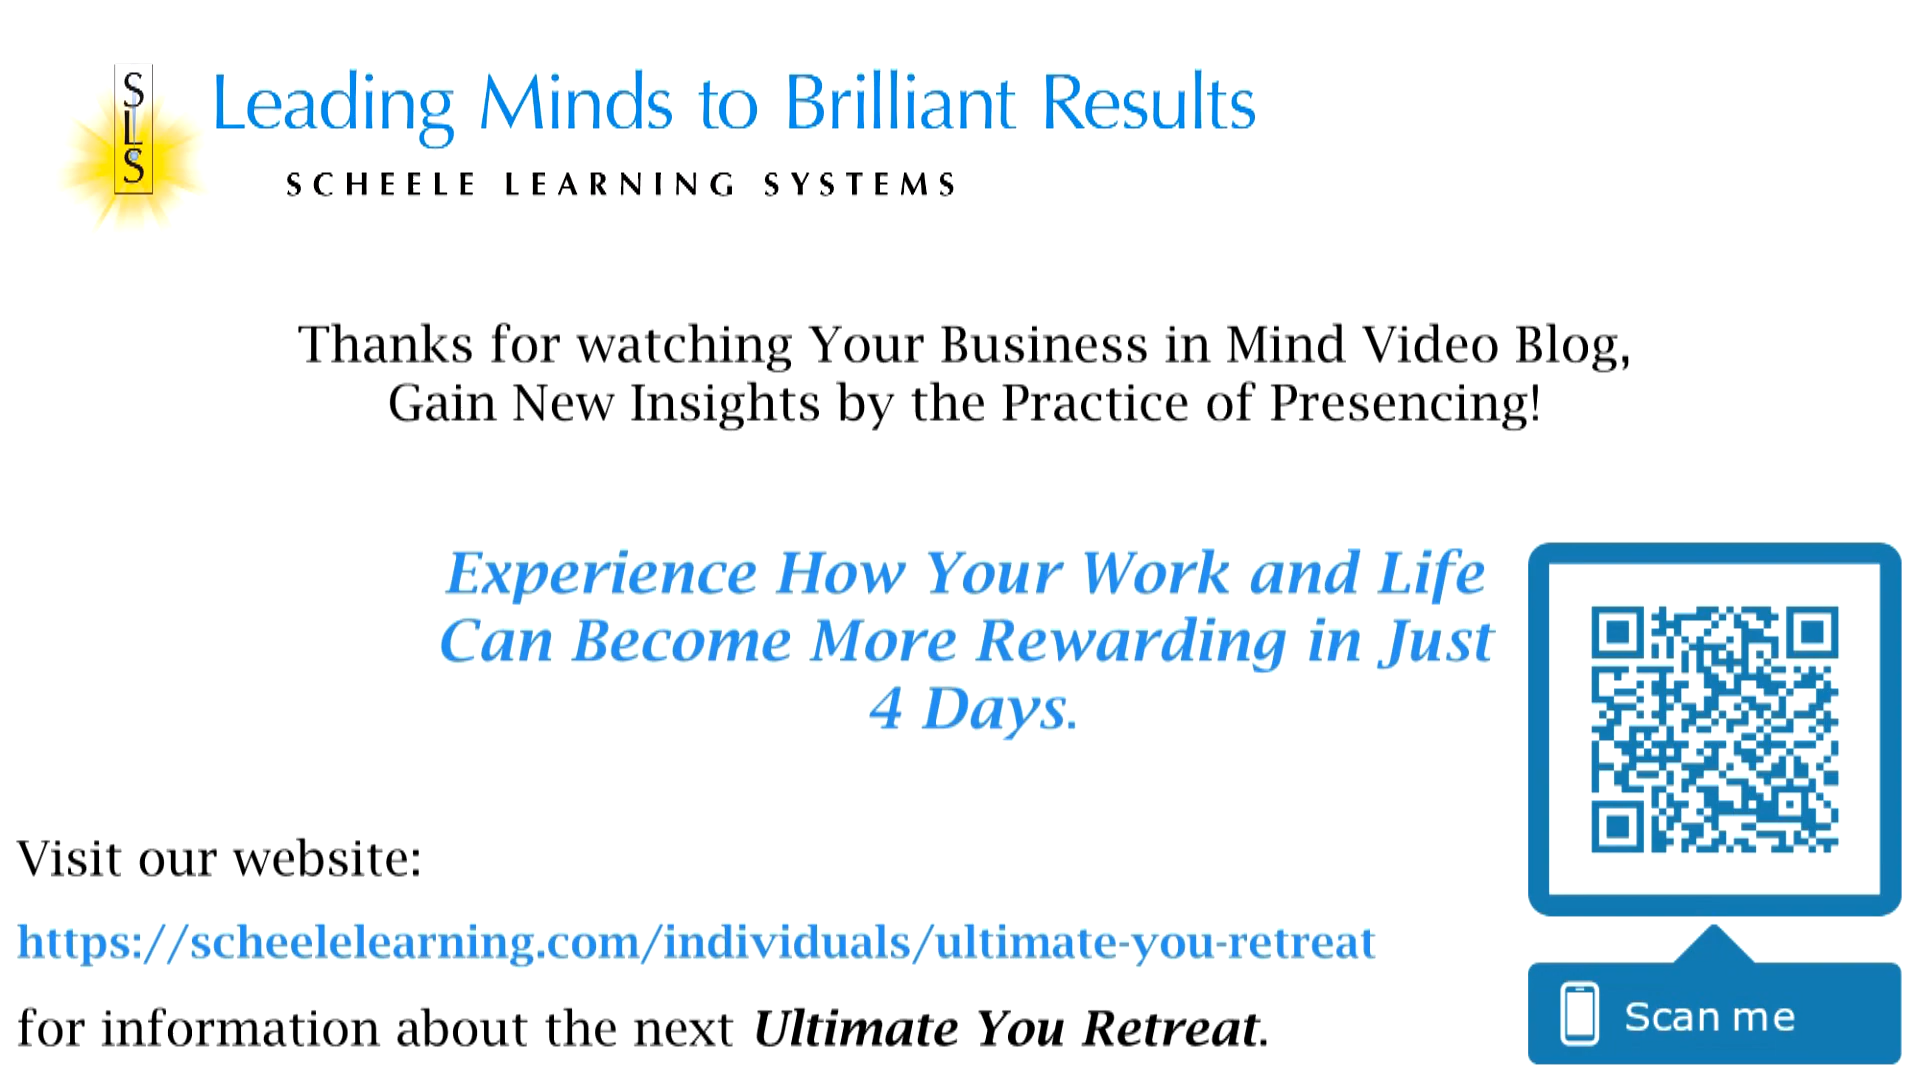 SLS
Leading Minds to Brilliant Results
SCHEELE LEARNING SYSTEMS
Thanks for watching Your Business in Mind Video Blog,
Gain New Insights by the Practice of Presencing!
Experience How Your Work and Life
Can Become More Rewarding in Just
4 Days.
Visit our website:
https://scheelelearning.com/individuals/ultimate-you-retreat
for information about the next Ultimate You Retreat.
Scan me